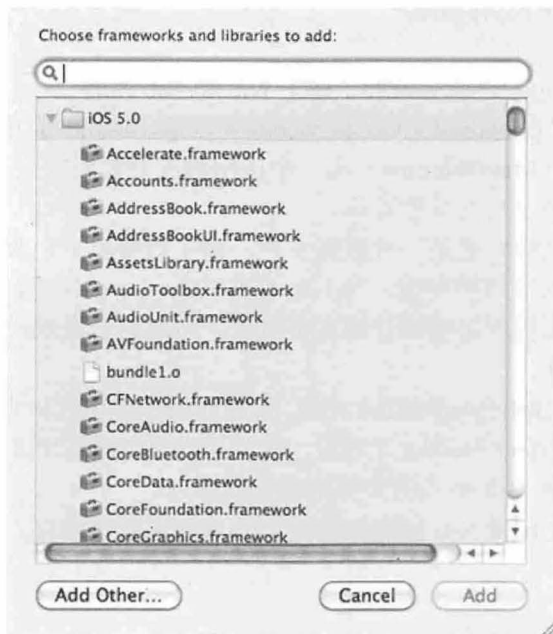 Choose frameworks and libraries to add:
iOS 5.0
Accelerate.framework
Accounts.framework
AddressBook.framework
AddressBookUI.framework
AssetsLibrary.framework
AudioToolbox.framework
AudioUnit.framework
AVFoundation.framework
bundle1.o
CFNetwork.framework
CoreAudio.framework
CoreBluetooth.framework
CoreData.framework
CoreFoundation.framework
CoreGraphics.framework
Add Other... Cancel Add